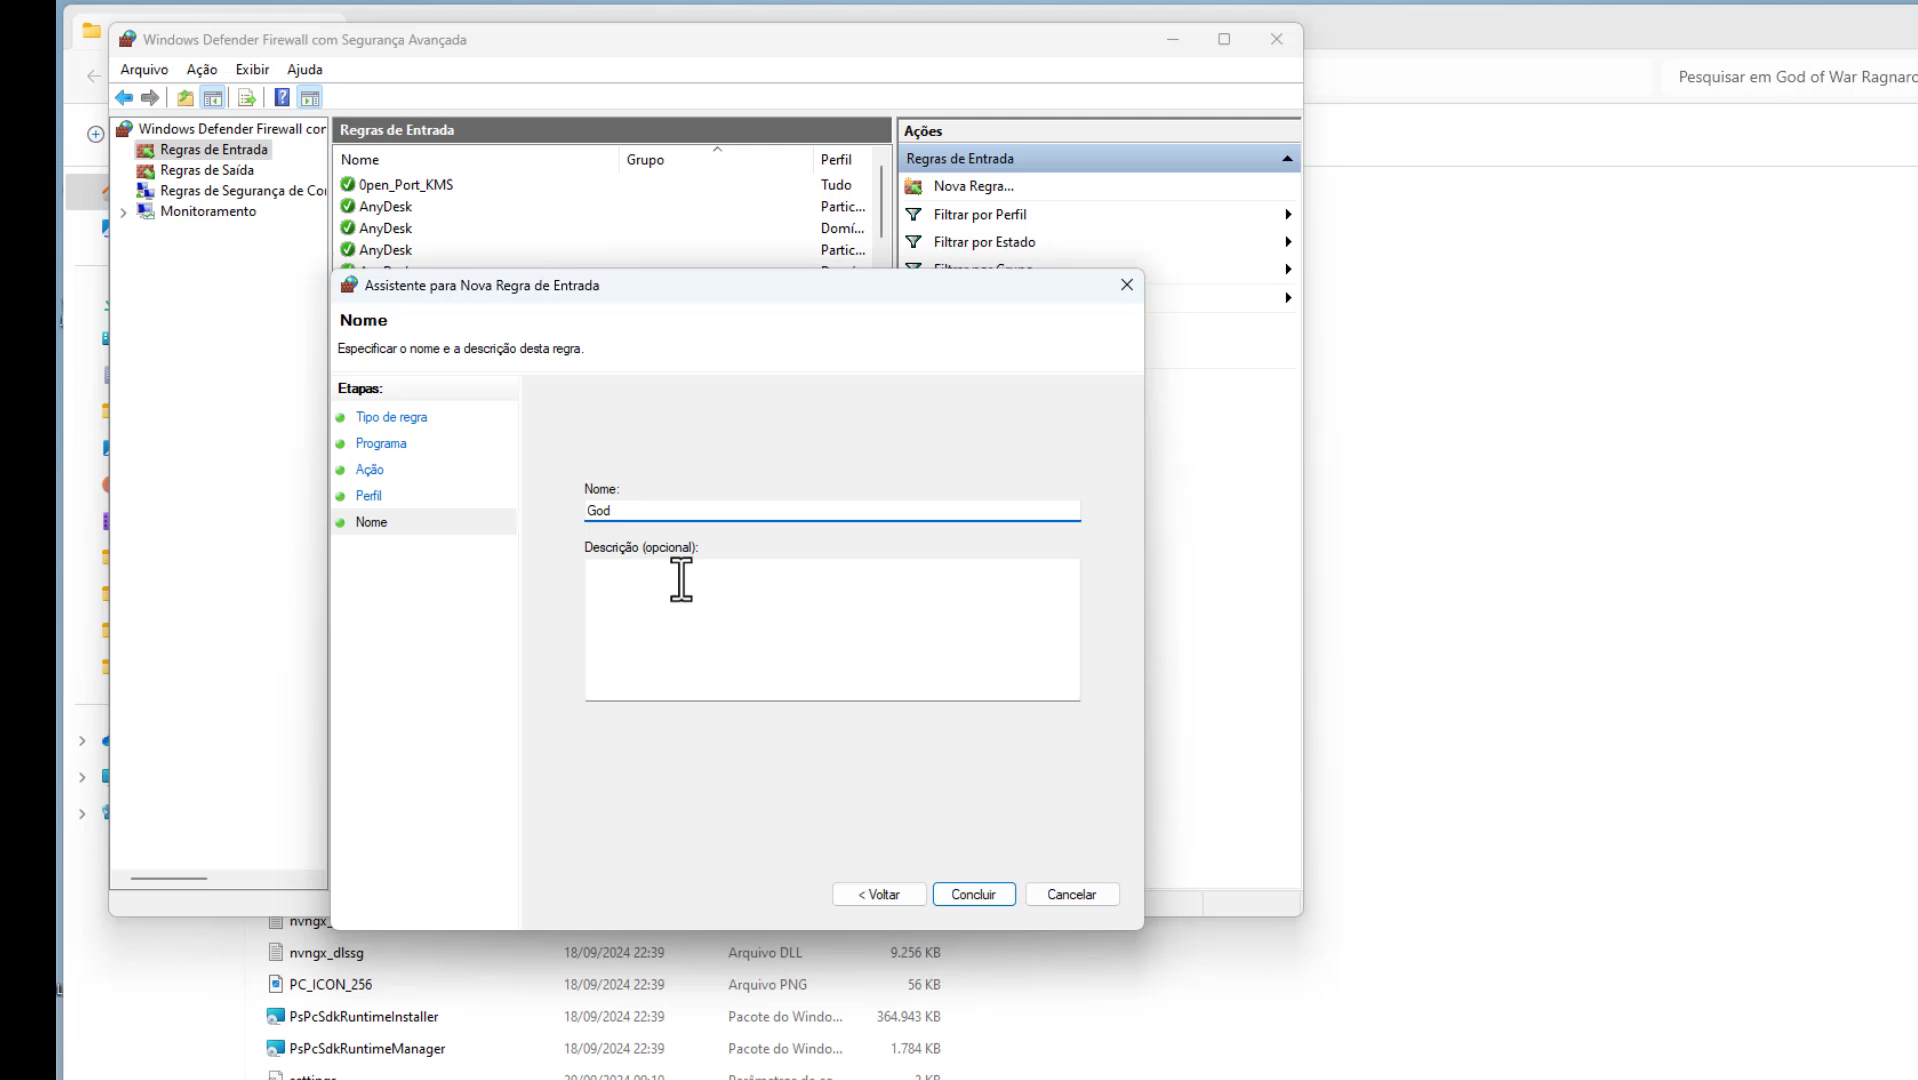 Windows Defender Firewall com Segurança Avançada
Arquivo Ação Exibir Ajuda
Pesquisar em God of War Ragnaro
Windows Defender Firewall cor
Regras de Entrada
Regras de Saída
Regras de Segurança de Co
Monitoramento
Regras de Entrada
Nome Grupo Perfil
0pen_Port_KMS Tudo
AnyDesk Partic...
AnyDesk Domí...
AnyDesk Partic...
Ações
Regras de Entrada
Nova Regra...
Filtrar por Perfil
Filtrar por Estado
Filtrar por Grupo
Assistente para Nova Regra de Entrada
Nome
Especificar o nome e a descrição desta regra.
Etapas:
Tipo de regra
Programa
Ação
Perfil
Nome
Nome:
God
Descrição (opcional):
< Voltar Concluir Cancelar
nvngx_
nvngx_dlssg 18/09/2024 22:39 Arquivo DLL 9.256 KB
PC_ICON_256 18/09/2024 22:39 Arquivo PNG 56 KB
PsPcSdkRuntimeInstaller 18/09/2024 22:39 Pacote do Windo... 364.943 KB
PsPcSdkRuntimeManager 18/09/2024 22:39 Pacote do Windo... 1.784 KB